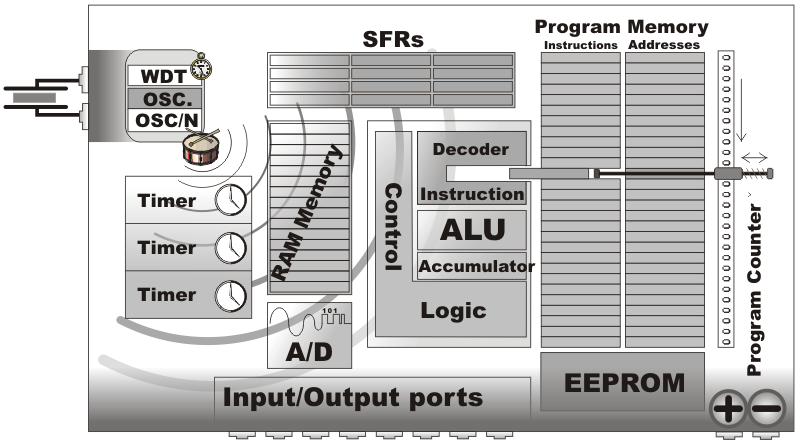 SFRs
Program Memory
Instructions Addresses
WDT
OSC.
OSC/N
Timer
Timer
Timer
RAM Memory
Control
Decoder
Instruction
ALU
Accumulator
Logic
101
A/D
Program Counter
Input/Output ports
EEPROM
+ −